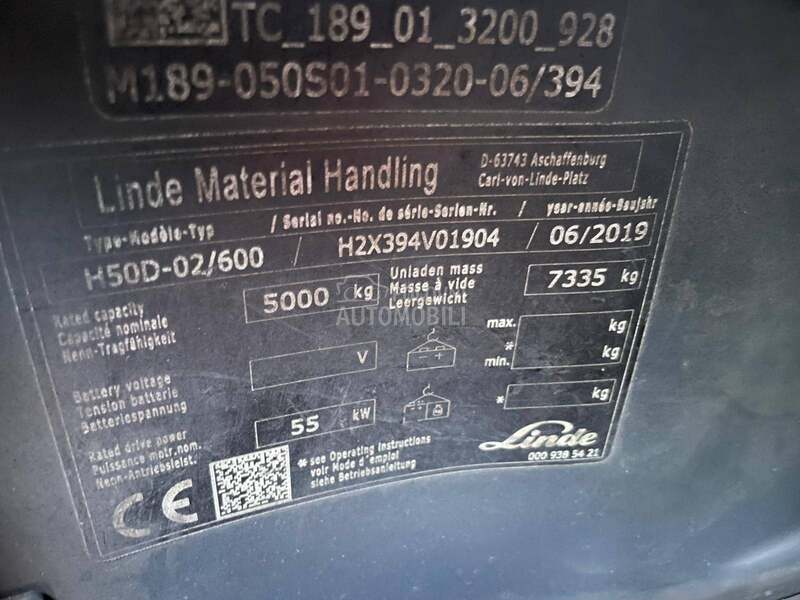 TC_189_01_3200_928
M189-050S01-0320-06/394
Linde Material Handling
D-63743 Aschaffenburg
Carl-von-Linde-Platz
Type-Modèle-Typ / Serial no.-No. de série-Serien-Nr. / year-année-Baujahr
H50D-02/600 H2X394V01904 / 06/2019
Rated capacity
Capacité nominale
Nenn-Tragfähigkeit
5000 kg
Unladen mass
Masse à vide
Leergewicht
7335 kg
AUTOMOBILI
Battery voltage
Tension batterie
Batteriespannung
V
max. kg
*
min. kg
* kg
Rated drive power
Puissance motr.nom.
Nenn-Antriebsleist.
55 kW
* see Operating Instructions
voir Mode d'emploi
siehe Betriebsanleitung
Linde
000 938 54 21
CE